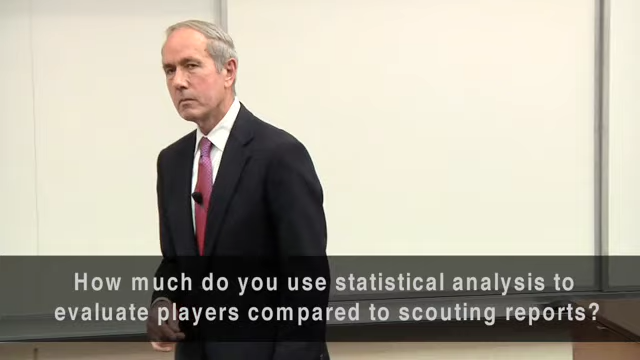 How much do you use statistical analysis to
evaluate players compared to scouting reports?